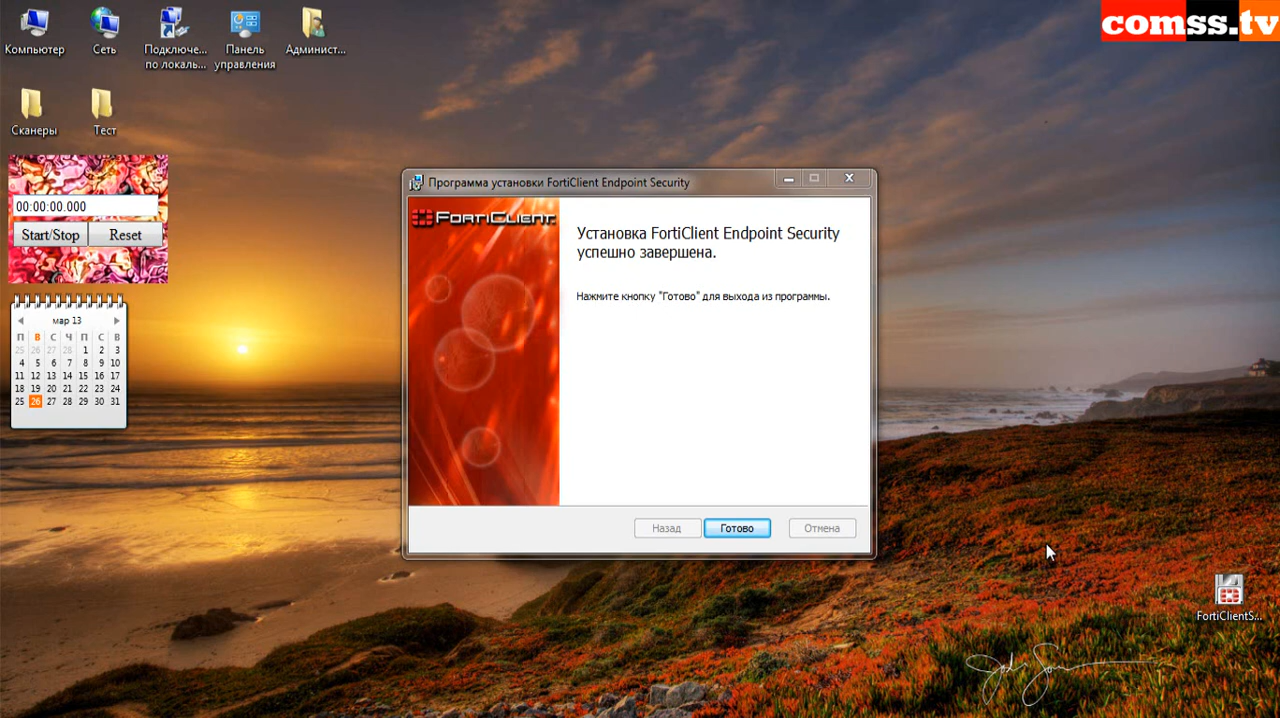 Компьютер
Сеть
Подключе...
по локаль...
Панель
управления
Админист...
comss.tv
Сканеры
Тест
00:00:00.000
Start/Stop
Reset
мар 13
П В С Ч П С В
25 26 27 28 1 2 3
4 5 6 7 8 9 10
11 12 13 14 15 16 17
18 19 20 21 22 23 24
25 26 27 28 29 30 31
Программа установки FortiClient Endpoint Security
FORTICLIENT
Установка FortiClient Endpoint Security
успешно завершена.
Нажмите кнопку "Готово" для выхода из программы.
Назад
Готово
Отмена
FortiClientS...